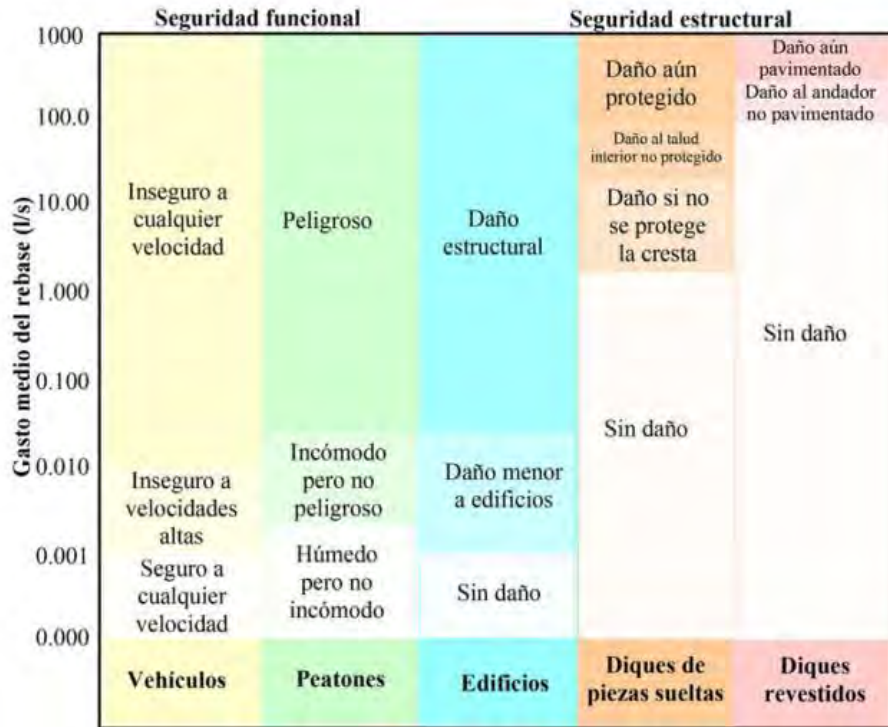 Seguridad funcional
Seguridad estructural
Gasto medio del rebase (l/s)
1000
100.0
10.00
1.000
0.100
0.010
0.001
0.000
Inseguro a
cualquier
velocidad
Inseguro a
velocidades
altas
Seguro a
cualquier
velocidad
Vehículos
Peligroso
Incómodo
pero no
peligroso
Húmedo
pero no
incómodo
Peatones
Daño
estructural
Daño menor
a edificios
Sin daño
Edificios
Daño aún
protegido
Daño al talud
interior no protegido
Daño si no
se protege
la cresta
Sin daño
Diques de
piezas sueltas
Daño aún
pavimentado
Daño al andador
no pavimentado
Sin daño
Diques
revestidos